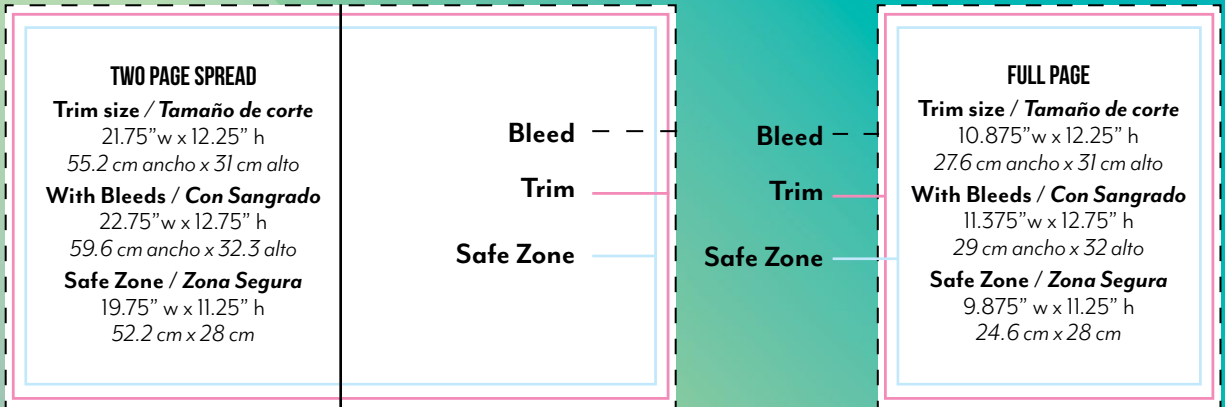 TWO PAGE SPREAD
Trim size / Tamaño de corte
21.75”w x 12.25” h
55.2 cm ancho x 31 cm alto
With Bleeds / Con Sangrado
22.75”w x 12.75” h
59.6 cm ancho x 32.3 alto
Safe Zone / Zona Segura
19.75” w x 11.25” h
52.2 cm x 28 cm
Bleed
Trim
Safe Zone
Bleed
Trim
Safe Zone
FULL PAGE
Trim size / Tamaño de corte
10.875”w x 12.25” h
27.6 cm ancho x 31 cm alto
With Bleeds / Con Sangrado
11.375”w x 12.75” h
29 cm ancho x 32 alto
Safe Zone / Zona Segura
9.875” w x 11.25” h
24.6 cm x 28 cm